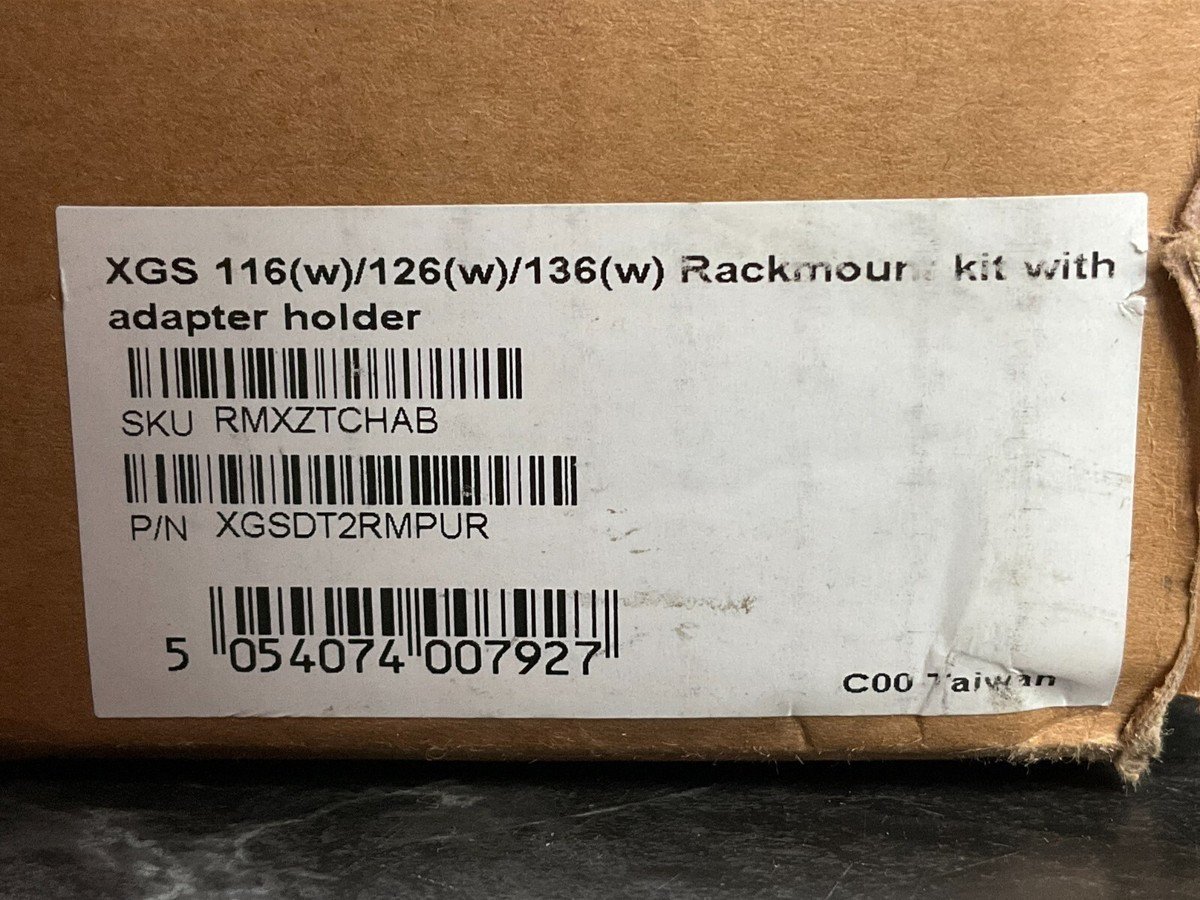 XGS 116(w)/126(w)/136(w) Rackmount kit with
adapter holder
SKU RMXZTCHAB
P/N XGSDT2RMPUR
5 054074 007927
C00 Taiwan